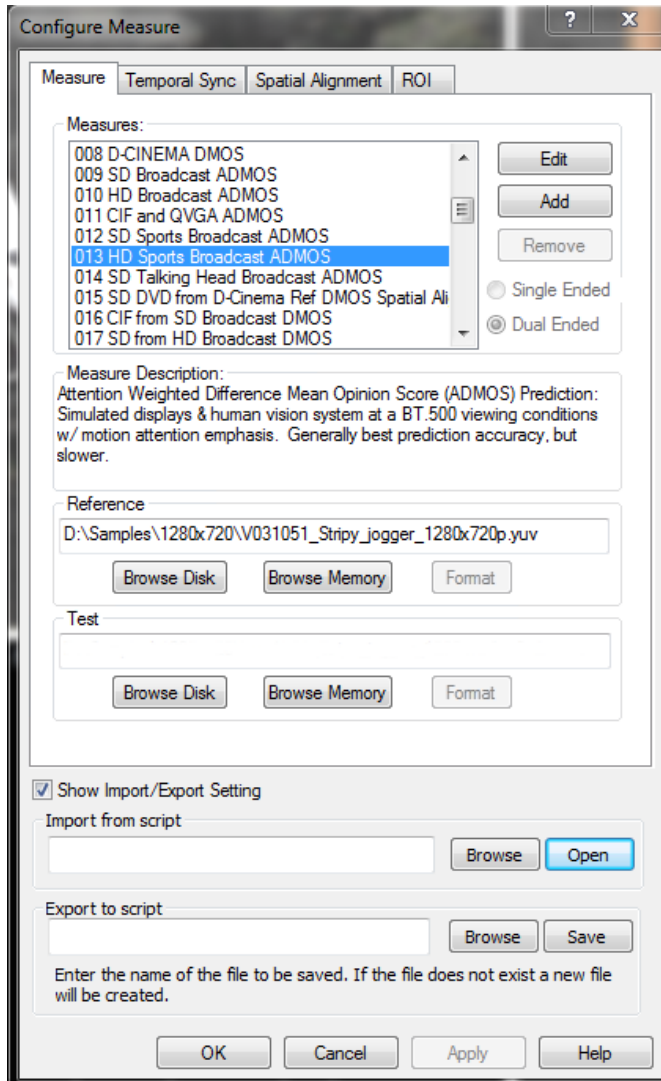 Configure Measure
Measure Temporal Sync Spatial Alignment ROI
Measures:
008 D-CINEMA DMOS
009 SD Broadcast ADMOS
010 HD Broadcast ADMOS
011 CIF and QVGA ADMOS
012 SD Sports Broadcast ADMOS
013 HD Sports Broadcast ADMOS
014 SD Talking Head Broadcast ADMOS
015 SD DVD from D-Cinema Ref DMOS Spatial Ali
016 CIF from SD Broadcast DMOS
017 SD from HD Broadcast DMOS
Edit
Add
Remove
Single Ended
Dual Ended
Measure Description:
Attention Weighted Difference Mean Opinion Score (ADMOS) Prediction:
Simulated displays & human vision system at a BT.500 viewing conditions
w/ motion attention emphasis. Generally best prediction accuracy, but
slower.
Reference
D:\Samples\1280x720\V031051_Stripy_jogger_1280x720p.yuv
Browse Disk Browse Memory Format
Test
Browse Disk Browse Memory Format
Show Import/Export Setting
Import from script
Browse Open
Export to script
Browse Save
Enter the name of the file to be saved. If the file does not exist a new file
will be created.
OK Cancel Apply Help